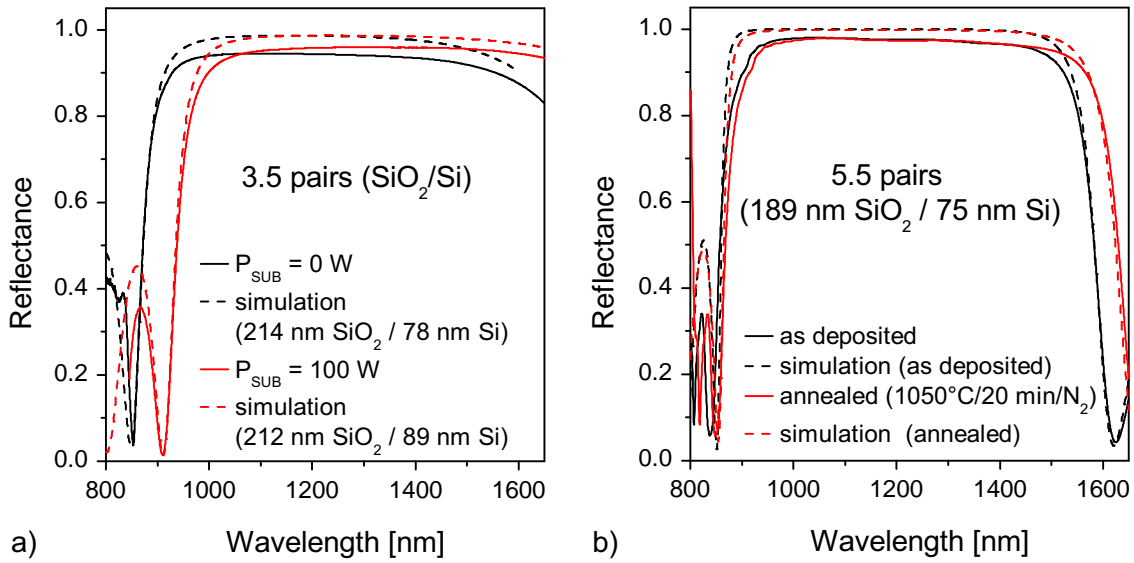 1.0
0.8
0.6
0.4
0.2
0.0
Reflectance
3.5 pairs (SiO₂/Si)
P_SUB = 0 W
simulation
(214 nm SiO₂ / 78 nm Si)
P_SUB = 100 W
simulation
(212 nm SiO₂ / 89 nm Si)
800 1000 1200 1400 1600
a) Wavelength [nm]
1.0
0.8
0.6
0.4
0.2
0.0
Reflectance
5.5 pairs
(189 nm SiO₂ / 75 nm Si)
as deposited
simulation (as deposited)
annealed (1050°C/20 min/N₂)
simulation (annealed)
800 1000 1200 1400 1600
b) Wavelength [nm]